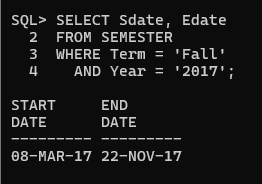 SQL> SELECT Sdate, Edate
  2  FROM SEMESTER
  3  WHERE Term = 'Fall'
  4    AND Year = '2017';
START     END
DATE      DATE
--------- ---------
08-MAR-17 22-NOV-17